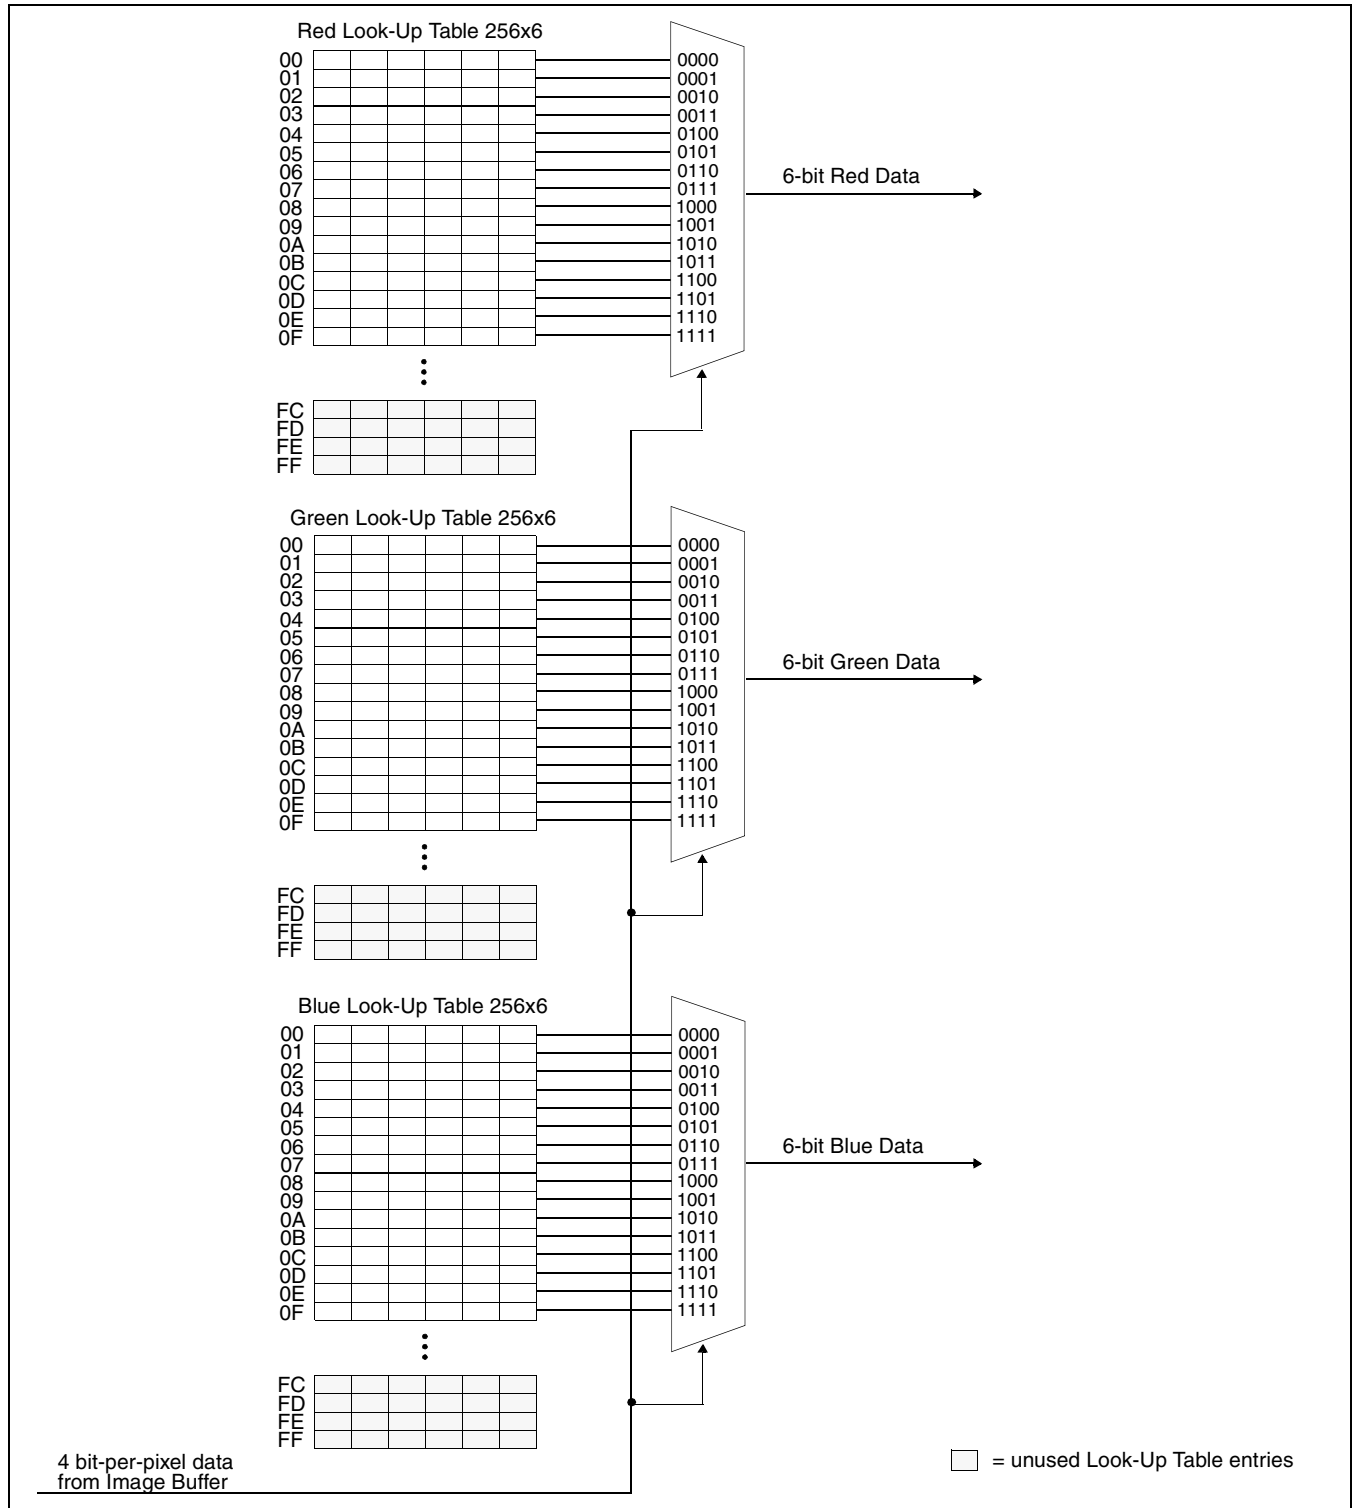 Red Look-Up Table 256x6
00 0000
01 0001
02 0010
03 0011
04 0100
05 0101
06 0110
07 0111
08 1000
09 1001
0A 1010
0B 1011
0C 1100
0D 1101
0E 1110
0F 1111
6-bit Red Data
FC
FD
FE
FF
Green Look-Up Table 256x6
00 0000
01 0001
02 0010
03 0011
04 0100
05 0101
06 0110
07 0111
08 1000
09 1001
0A 1010
0B 1011
0C 1100
0D 1101
0E 1110
0F 1111
6-bit Green Data
FC
FD
FE
FF
Blue Look-Up Table 256x6
00 0000
01 0001
02 0010
03 0011
04 0100
05 0101
06 0110
07 0111
08 1000
09 1001
0A 1010
0B 1011
0C 1100
0D 1101
0E 1110
0F 1111
6-bit Blue Data
FC
FD
FE
FF
4 bit-per-pixel data
from Image Buffer
= unused Look-Up Table entries